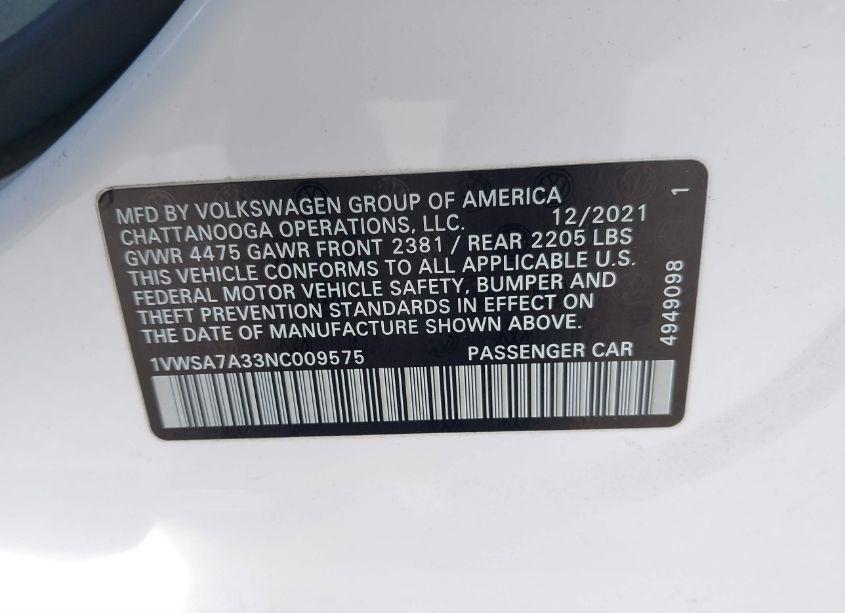 MFD BY VOLKSWAGEN GROUP OF AMERICA
CHATTANOOGA OPERATIONS, LLC. 12/2021
GVWR 4475 GAWR FRONT 2381 / REAR 2205 LBS
THIS VEHICLE CONFORMS TO ALL APPLICABLE U.S.
FEDERAL MOTOR VEHICLE SAFETY, BUMPER AND
THEFT PREVENTION STANDARDS IN EFFECT ON
THE DATE OF MANUFACTURE SHOWN ABOVE.
1VWSA7A33NC009575 PASSENGER CAR
4949098 1